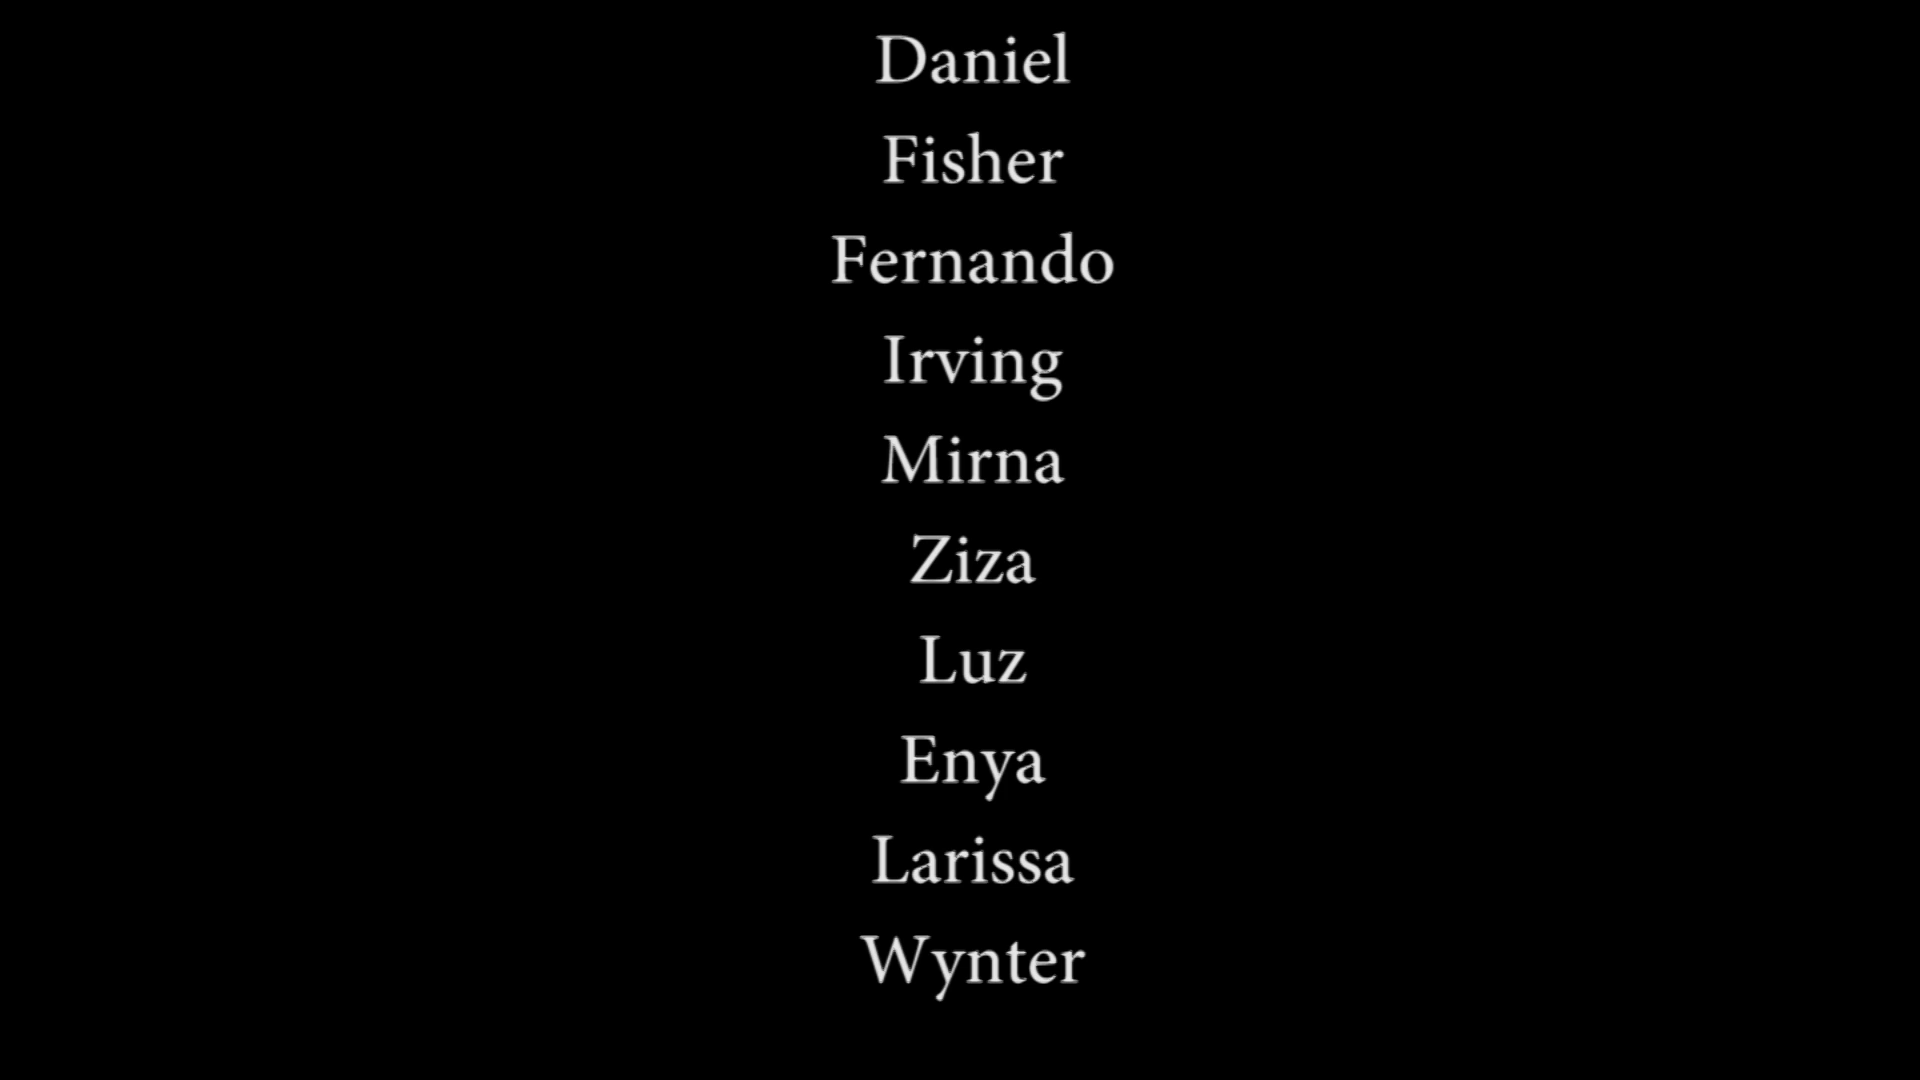 Daniel
Fisher
Fernando
Irving
Mirna
Ziza
Luz
Enya
Larissa
Wynter